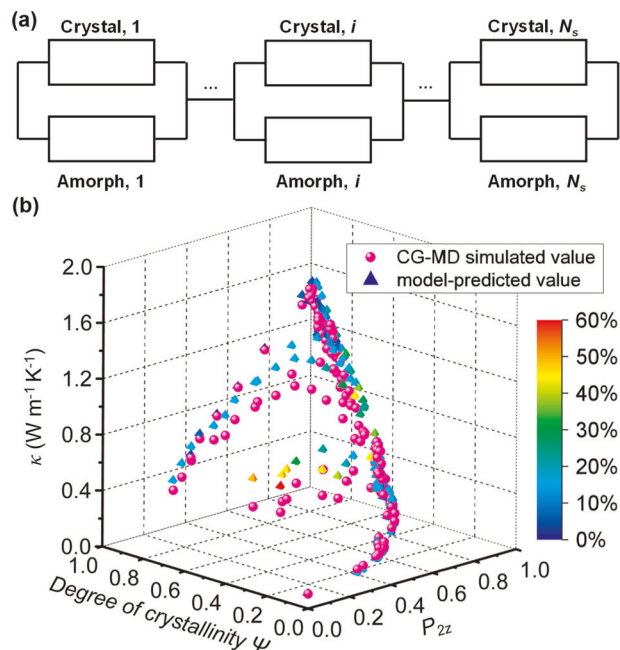 (a)
Crystal, 1
Crystal, i
Crystal, Ns
...
...
Amorph, 1
Amorph, i
Amorph, Ns
(b)
CG-MD simulated value
model-predicted value
κ (W m⁻¹ K⁻¹)
2.0
1.6
1.2
0.8
0.4
0.0
1.0
0.8
0.6
0.4
0.2
0.0
Degree of crystallinity Ψ
0.0
0.2
0.4
0.6
0.8
1.0
P2z
60%
50%
40%
30%
20%
10%
0%